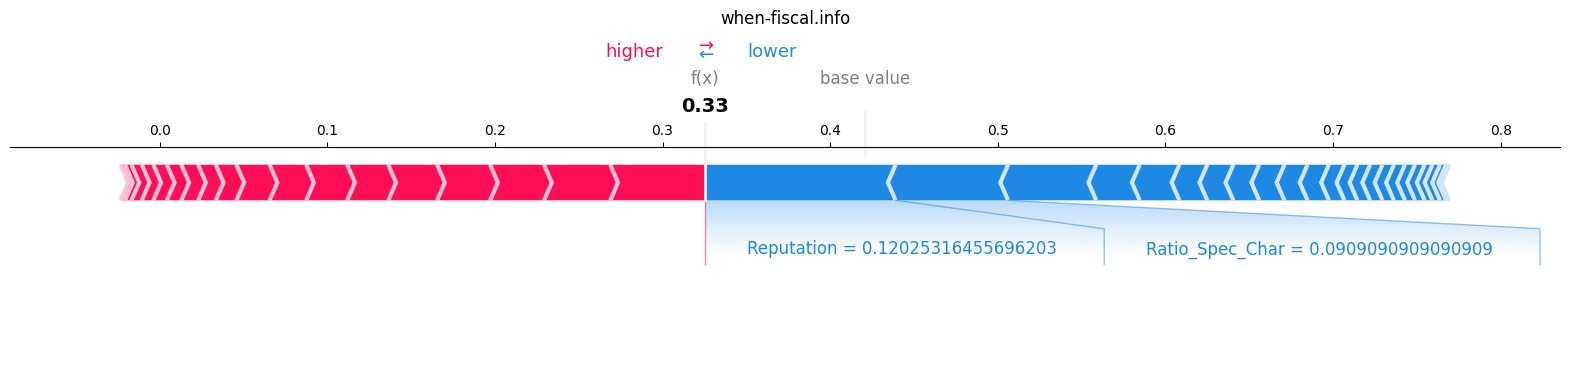 when-fiscal.info
higher ⇄ lower
f(x) base value
0.33
0.0 0.1 0.2 0.3 0.4 0.5 0.6 0.7 0.8
Reputation = 0.12025316455696203 Ratio_Spec_Char = 0.0909090909090909